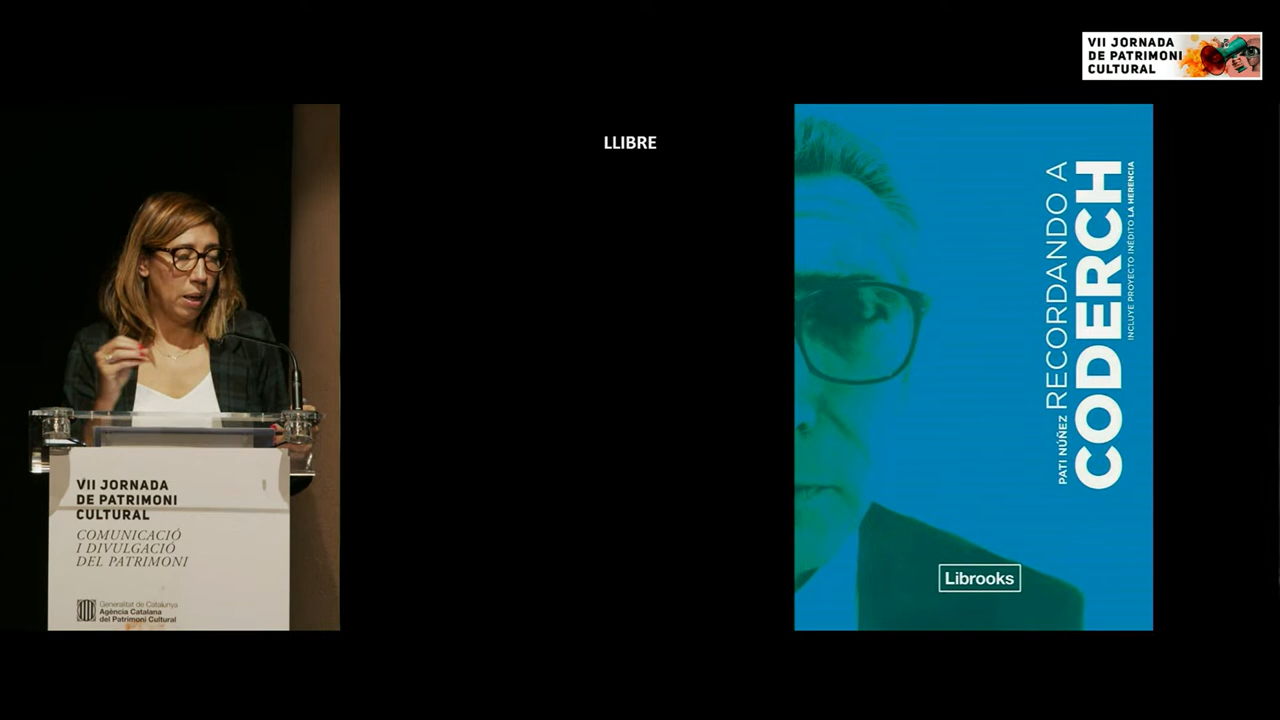 VII JORNADA
DE PATRIMONI
CULTURAL
LLIBRE
PATI NÚÑEZ RECORDANDO A
CODERCH
INCLUYE PROYECTO INÉDITO LA HERENCIA
Librooks
VII JORNADA
DE PATRIMONI
CULTURAL
COMUNICACIÓ
I DIVULGACIÓ
DEL PATRIMONI
Generalitat de Catalunya
Agència Catalana
del Patrimoni Cultural